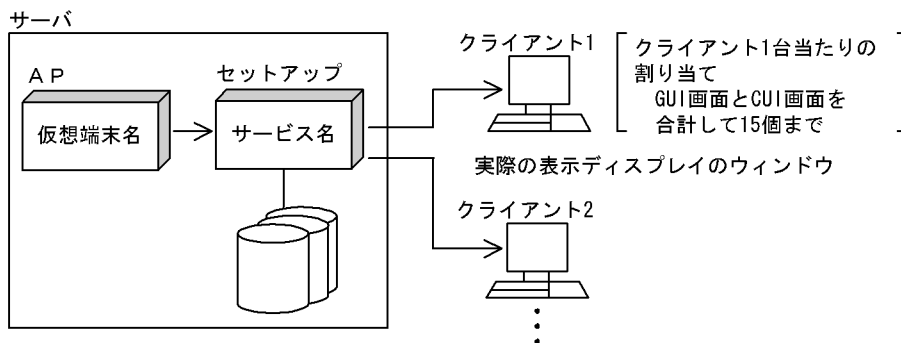 サーバ
AP
仮想端末名
セットアップ
サービス名
クライアント1
クライアント1台当たりの
割り当て
GUI画面とCUI画面を
合計して15個まで
実際の表示ディスプレイのウィンドウ
クライアント2